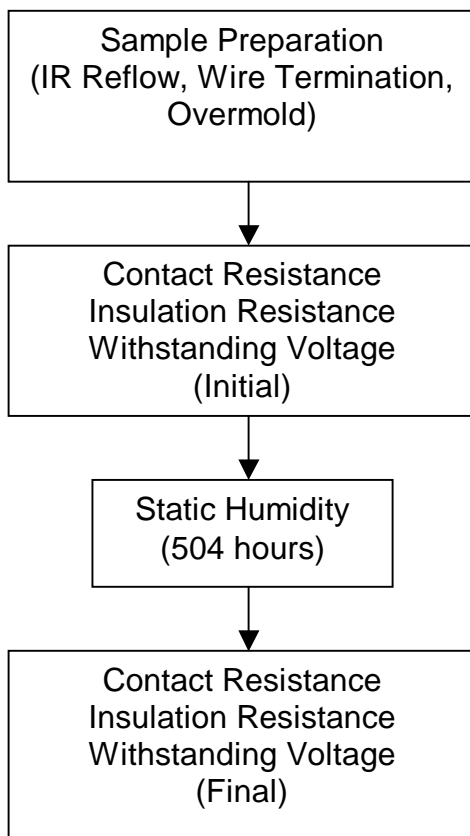 Sample Preparation
(IR Reflow, Wire Termination,
Overmold)
Contact Resistance
Insulation Resistance
Withstanding Voltage
(Initial)
Static Humidity
(504 hours)
Contact Resistance
Insulation Resistance
Withstanding Voltage
(Final)